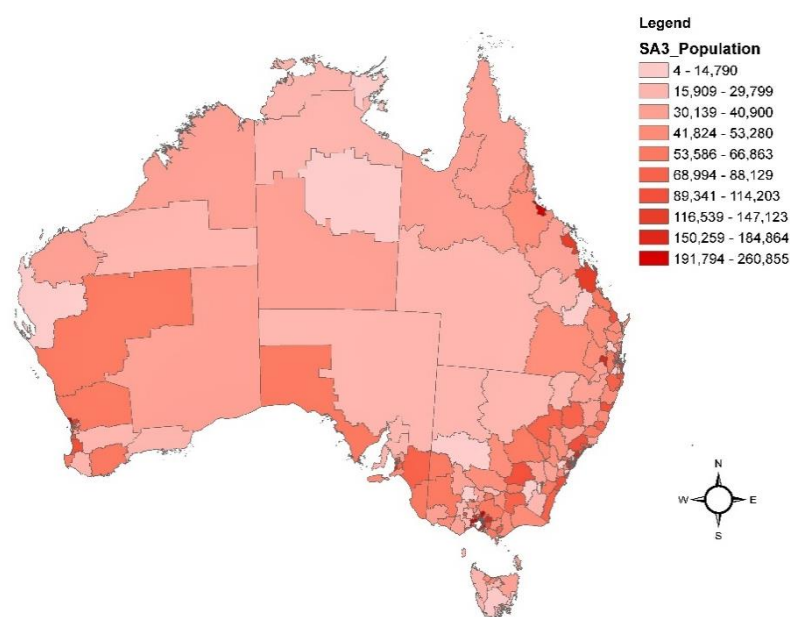 Legend
SA3_Population
4 - 14,790
15,909 - 29,799
30,139 - 40,900
41,824 - 53,280
53,586 - 66,863
68,994 - 88,129
89,341 - 114,203
116,539 - 147,123
150,259 - 184,864
191,794 - 260,855
N
W E
S